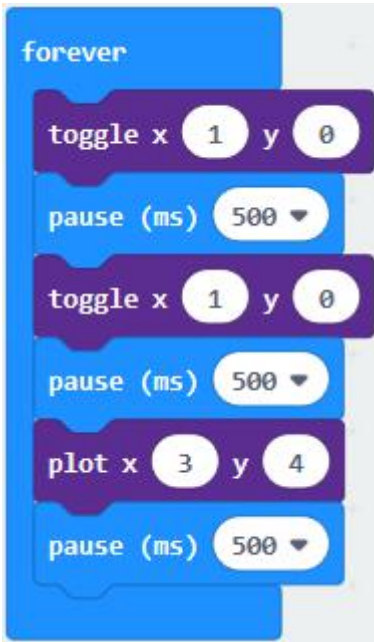 forever
toggle x 1 y 0
pause (ms) 500
toggle x 1 y 0
pause (ms) 500
plot x 3 y 4
pause (ms) 500